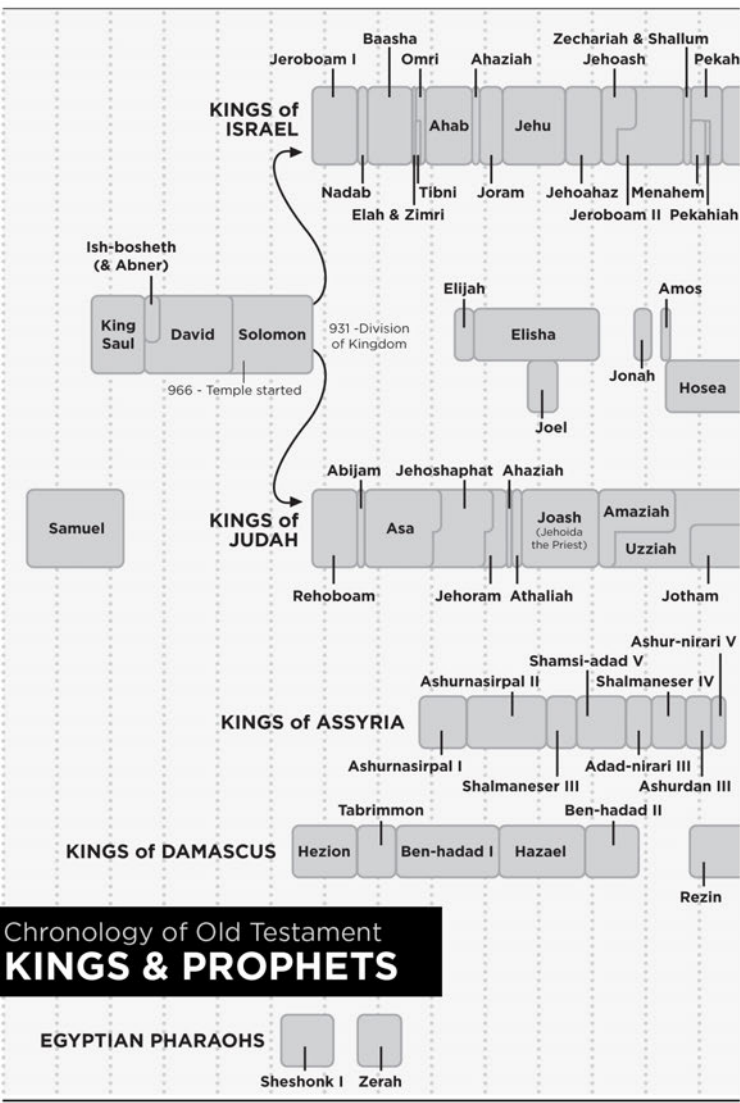 Zechariah & Shallum
Baasha
Jeroboam I
Omri
Ahaziah
Jehoash
Pekah
KINGS of
ISRAEL
Ahab
Jehu
Nadab
Tibni
Joram
Jehoahaz
Menahem
Elah & Zimri
Jeroboam II
Pekahiah
Ish-bosheth
(& Abner)
King
Saul
David
Solomon
931 -Division
of Kingdom
966 - Temple started
Elijah
Amos
Elisha
Jonah
Hosea
Joel
Samuel
Abijam
Jehoshaphat
Ahaziah
KINGS of
JUDAH
Asa
Joash
(Jehoida
the Priest)
Amaziah
Uzziah
Rehoboam
Jehoram
Athaliah
Jotham
Ashur-nirari V
Shamsi-adad V
Ashurnasirpal II
Shalmaneser IV
KINGS of ASSYRIA
Ashurnasirpal I
Adad-nirari III
Shalmaneser III
Ashurdan III
Tabrimmon
Ben-hadad II
KINGS of DAMASCUS
Hezion
Ben-hadad I
Hazael
Rezin
Chronology of Old Testament
KINGS & PROPHETS
EGYPTIAN PHARAOHS
Sheshonk I
Zerah